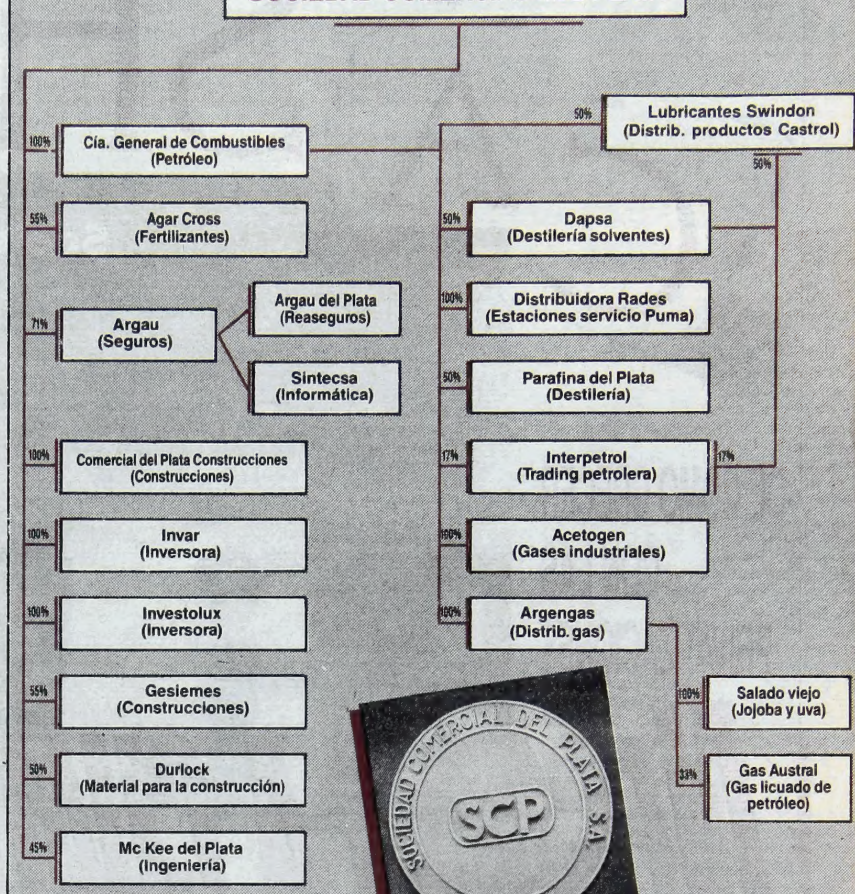 100%
Cía. General de Combustibles
(Petróleo)
55%
Agar Cross
(Fertilizantes)
71%
Argau
(Seguros)
Argau del Plata
(Reaseguros)
Sintecsa
(Informática)
100%
Comercial del Plata Construcciones
(Construcciones)
100%
Invar
(Inversora)
100%
Investolux
(Inversora)
55%
Gesiemes
(Construcciones)
50%
Durlock
(Material para la construcción)
45%
Mc Kee del Plata
(Ingeniería)
50%
Lubricantes Swindon
(Distrib. productos Castrol)
50%
50%
Dapsa
(Destilería solventes)
100%
Distribuidora Rades
(Estaciones servicio Puma)
50%
Parafina del Plata
(Destilería)
17%
Interpetrol
(Trading petrolera)
17%
100%
Acetogen
(Gases industriales)
100%
Argengas
(Distrib. gas)
100%
Salado viejo
(Jojoba y uva)
33%
Gas Austral
(Gas licuado de
petróleo)
SOCIEDAD COMERCIAL DEL PLATA S.A.
SCP